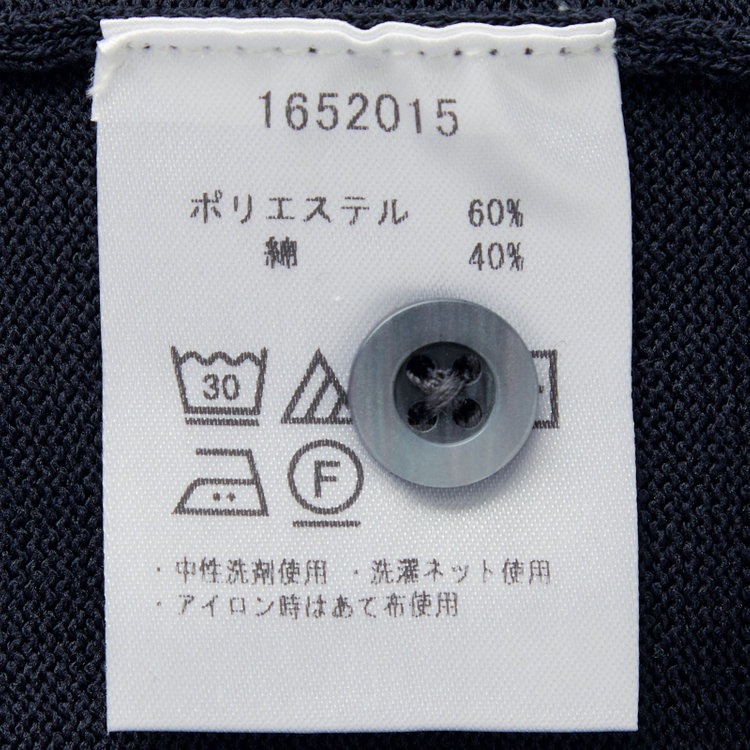 1652015
ポリエステル 60%
綿 40%
30
F
・中性洗剤使用 ・洗濯ネット使用
・アイロン時はあて布使用